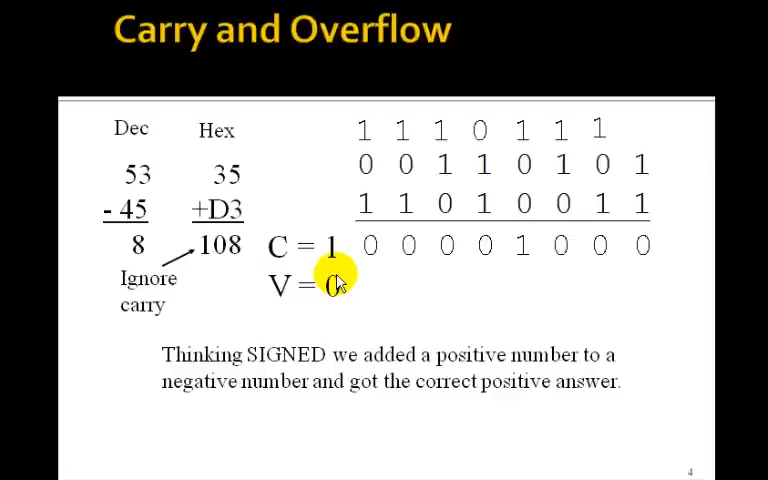 Carry and Overflow
Dec Hex 1 1 1 0 1 1 1
53 35 0 0 1 1 0 1 0 1
- 45 +D3 1 1 0 1 0 0 1 1
8 108 C = 1 0 0 0 0 1 0 0 0
Ignore V = 0
carry
Thinking SIGNED we added a positive number to a
negative number and got the correct positive answer.
4